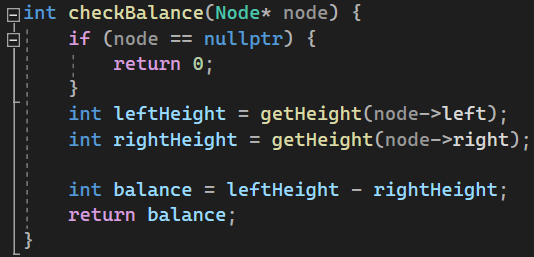 int checkBalance(Node* node) {
    if (node == nullptr) {
        return 0;
    }
    int leftHeight = getHeight(node->left);
    int rightHeight = getHeight(node->right);

    int balance = leftHeight - rightHeight;
    return balance;
}